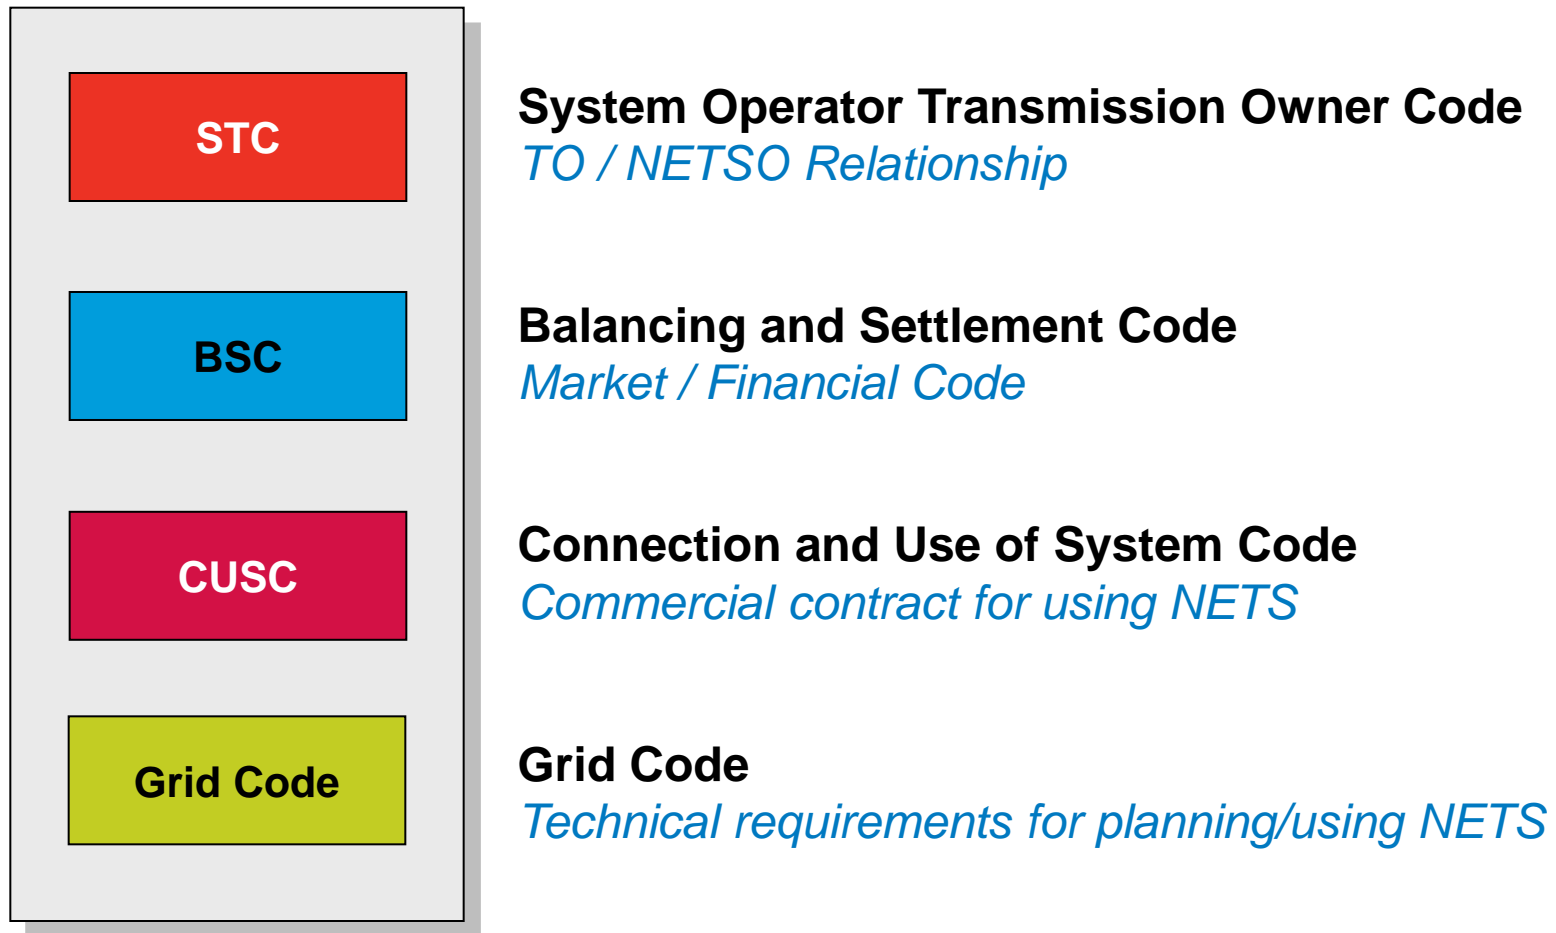 STC
System Operator Transmission Owner Code
TO / NETSO Relationship
BSC
Balancing and Settlement Code
Market / Financial Code
CUSC
Connection and Use of System Code
Commercial contract for using NETS
Grid Code
Grid Code
Technical requirements for planning/using NETS